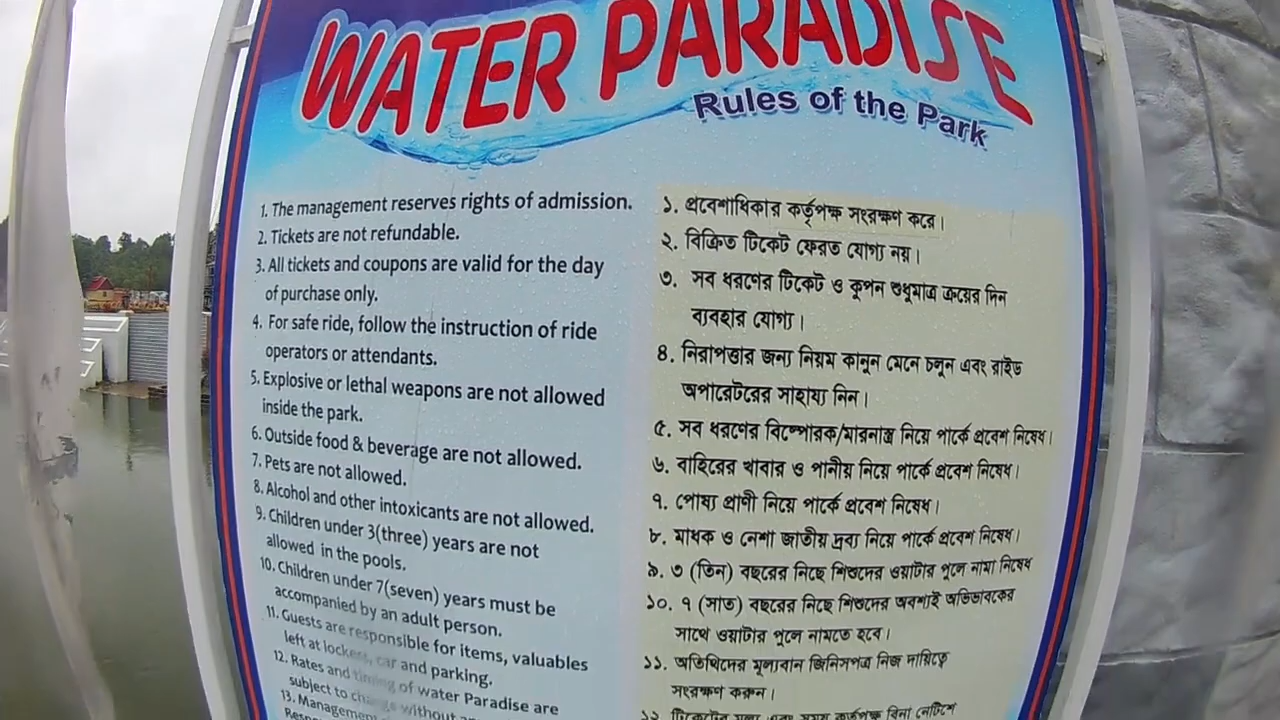 WATER PARADISE
Rules of the Park
1. The management reserves rights of admission.
2. Tickets are not refundable.
3. All tickets and coupons are valid for the day
of purchase only.
4. For safe ride, follow the instruction of ride
operators or attendants.
5. Explosive or lethal weapons are not allowed
inside the park.
6. Outside food & beverage are not allowed.
7. Pets are not allowed.
8. Alcohol and other intoxicants are not allowed.
9. Children under 3(three) years are not
allowed in the pools.
10. Children under 7(seven) years must be
accompanied by an adult person.
11. Guests are responsible for items, valuables
left at locker, car and parking.
12. Rates and timing of water Paradise are
subject to change without
13. Management
১. প্রবেশাধিকার কর্তৃপক্ষ সংরক্ষণ করে।
২. বিক্রিত টিকেট ফেরত যোগ্য নয়।
৩. সব ধরণের টিকেট ও কুপন শুধুমাত্র ক্রয়ের দিন
ব্যবহার যোগ্য।
৪. নিরাপত্তার জন্য নিয়ম কানুন মেনে চলুন এবং রাইড
অপারেটরের সাহায্য নিন।
৫. সব ধরণের বিস্ফোরক/মারনাস্ত্র নিয়ে পার্কে প্রবেশ নিষেধ।
৬. বাহিরের খাবার ও পানীয় নিয়ে পার্কে প্রবেশ নিষেধ।
৭. পোষ্য প্রাণী নিয়ে পার্কে প্রবেশ নিষেধ।
৮. মাধক ও নেশা জাতীয় দ্রব্য নিয়ে পার্কে প্রবেশ নিষেধ।
৯. ৩ (তিন) বছরের নিচে শিশুদের ওয়াটার পুলে নামা নিষেধ
১০. ৭ (সাত) বছরের নিচে শিশুদের অবশ্যই অভিভাবকের
সাথে ওয়াটার পুলে নামতে হবে।
১১. অতিথিদের মূল্যবান জিনিসপত্র নিজ দায়িত্বে
সংরক্ষণ করুন।
১২. টিকেটের মূল্য এবং সময় কর্তৃপক্ষ বিনা নোটিশে